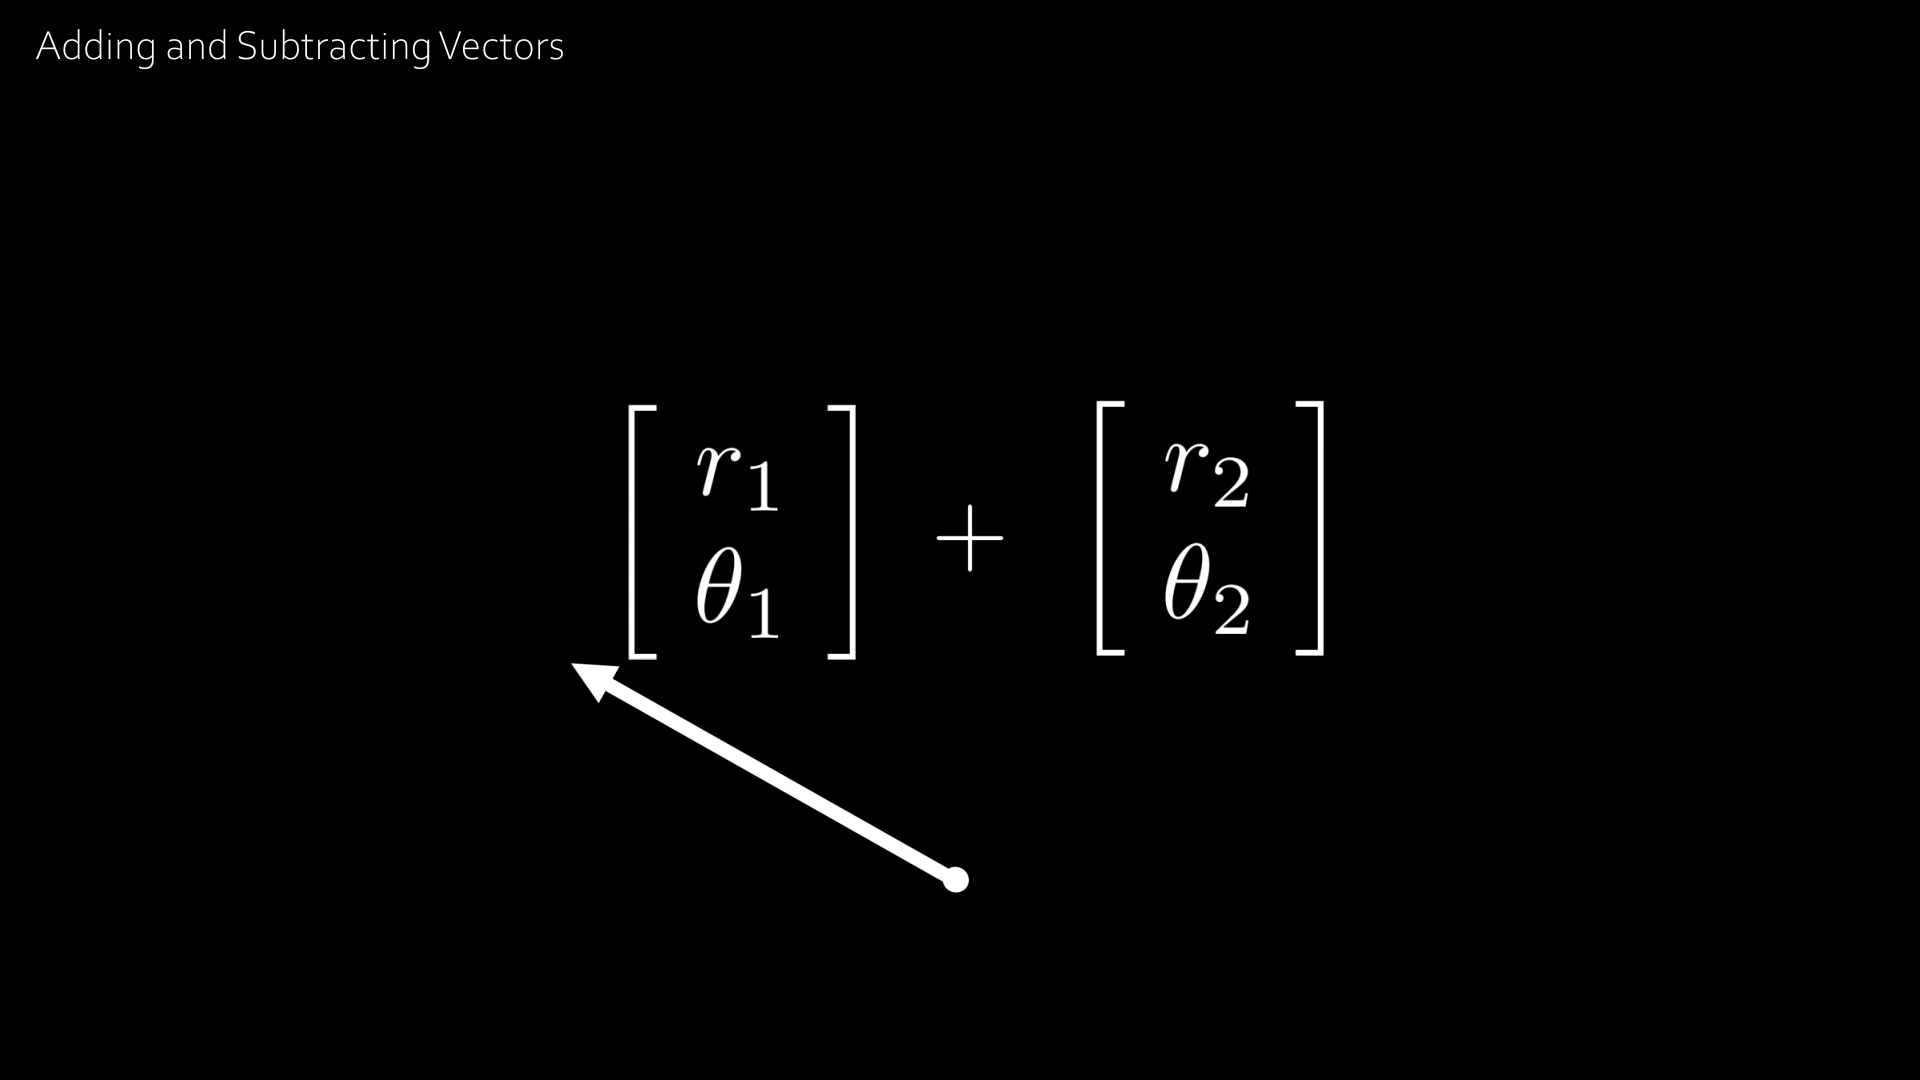 Adding and Subtracting Vectors
[ r₁ ] + [ r₂ ]
[ θ₁ ] [ θ₂ ]